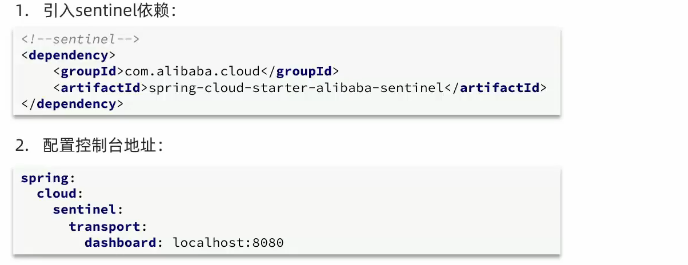 1. 引入sentinel依赖：
<!--sentinel-->
<dependency>
    <groupId>com.alibaba.cloud</groupId>
    <artifactId>spring-cloud-starter-alibaba-sentinel</artifactId>
</dependency>
2. 配置控制台地址：
spring:
  cloud:
    sentinel:
      transport:
        dashboard: localhost:8080